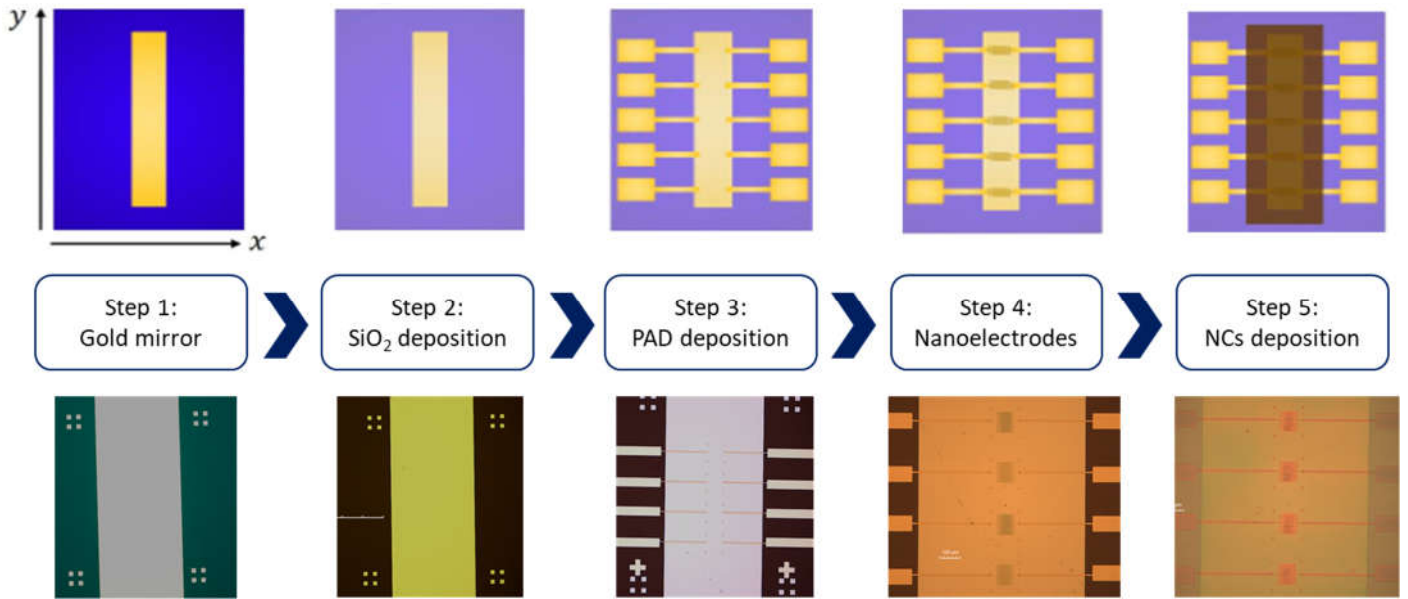 y
x
Step 1:
Gold mirror
Step 2:
SiO₂ deposition
Step 3:
PAD deposition
Step 4:
Nanoelectrodes
Step 5:
NCs deposition